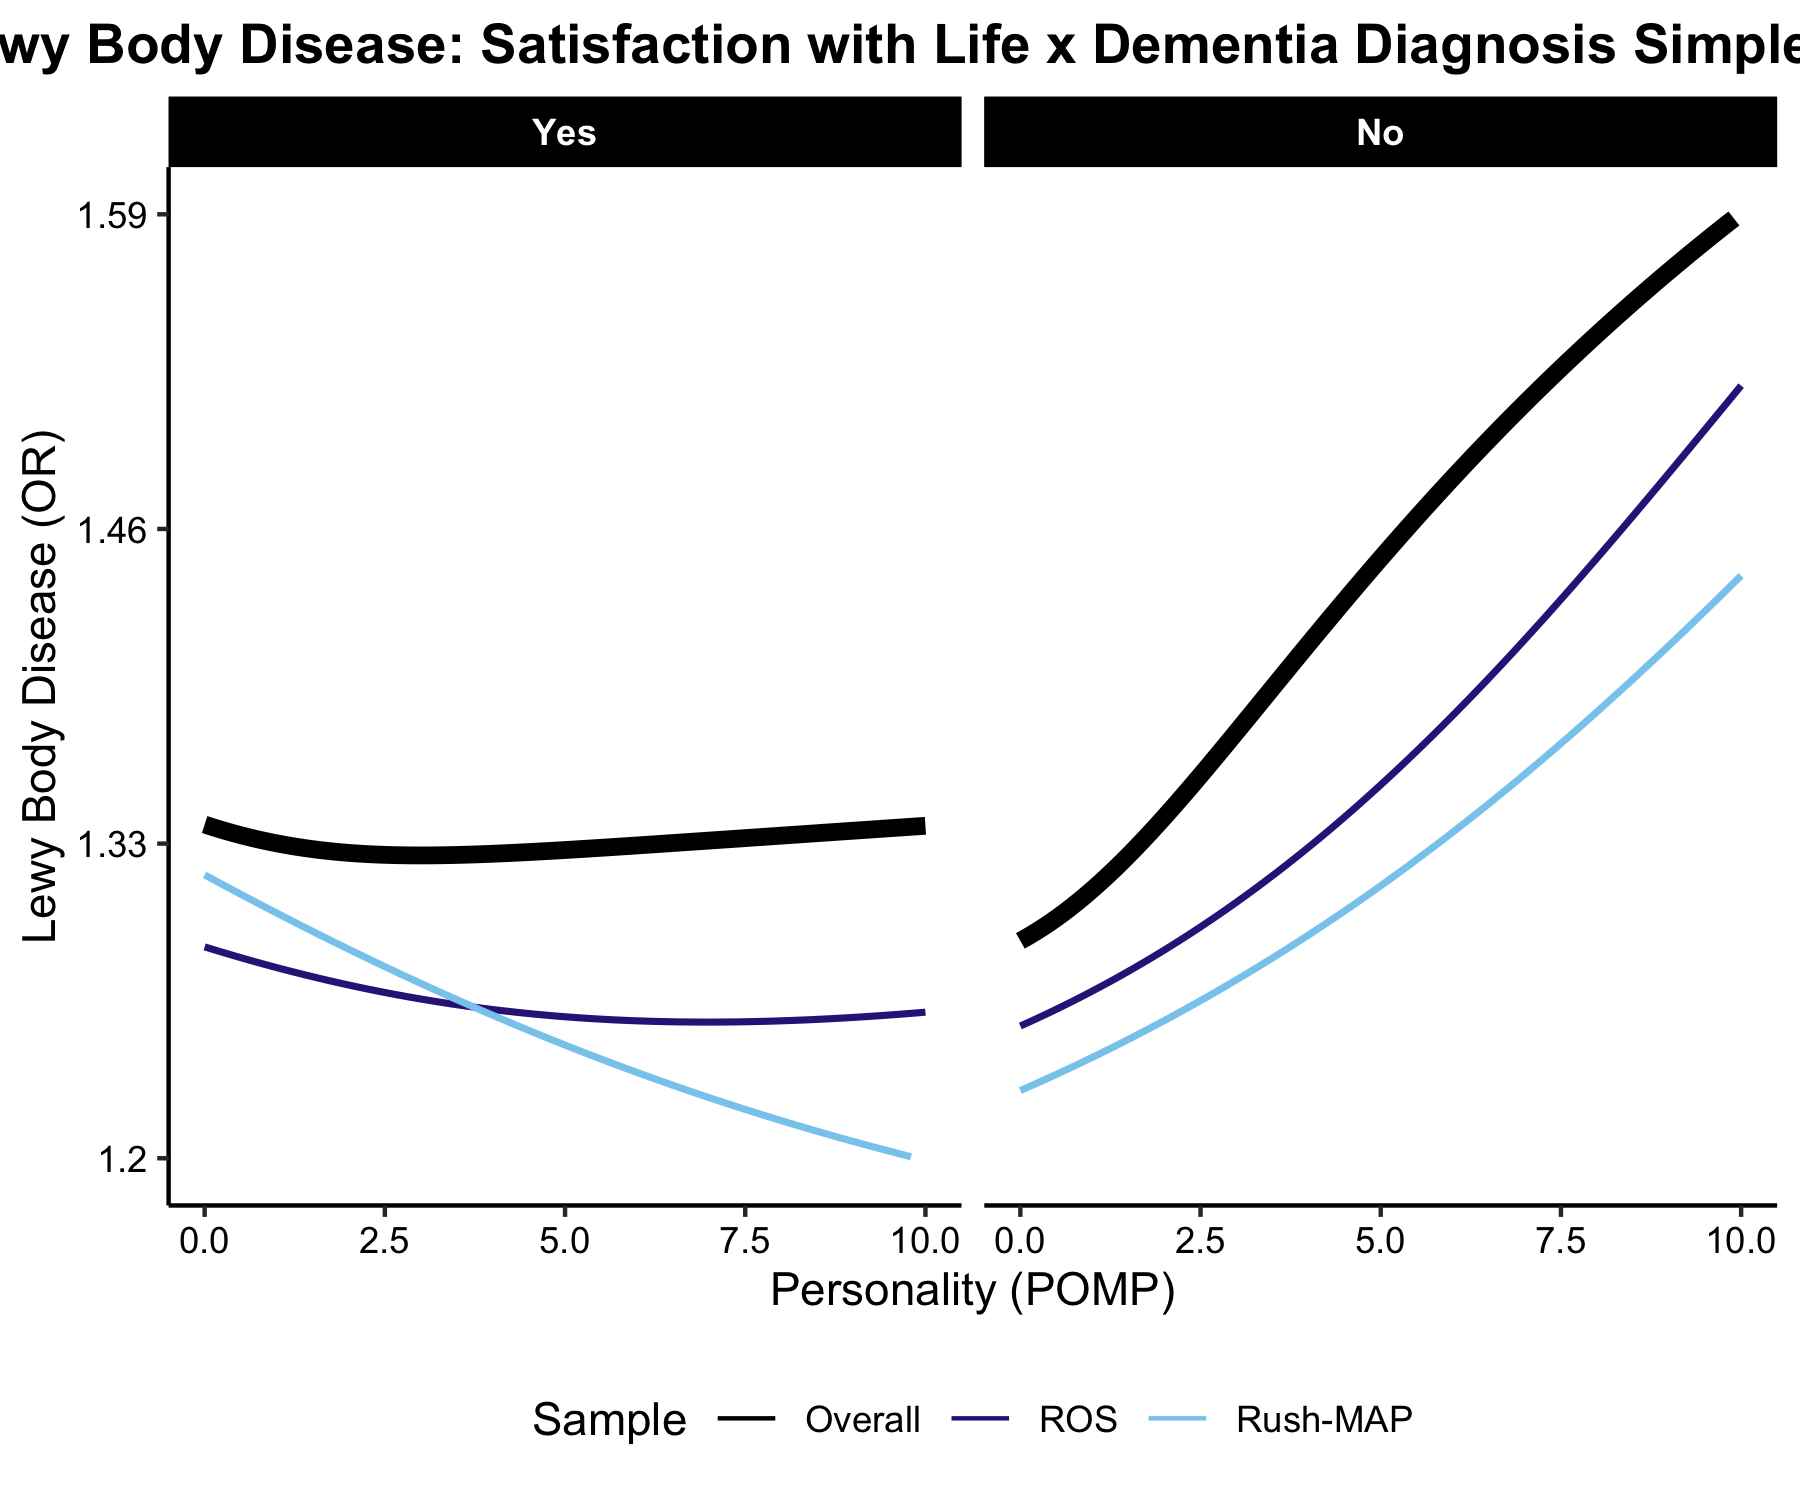 wy Body Disease: Satisfaction with Life x Dementia Diagnosis Simple
Yes
No
Lewy Body Disease (OR)
1.59
1.46
1.33
1.2
0.0 2.5 5.0 7.5 10.0 0.0 2.5 5.0 7.5 10.0
Personality (POMP)
Sample Overall ROS Rush-MAP